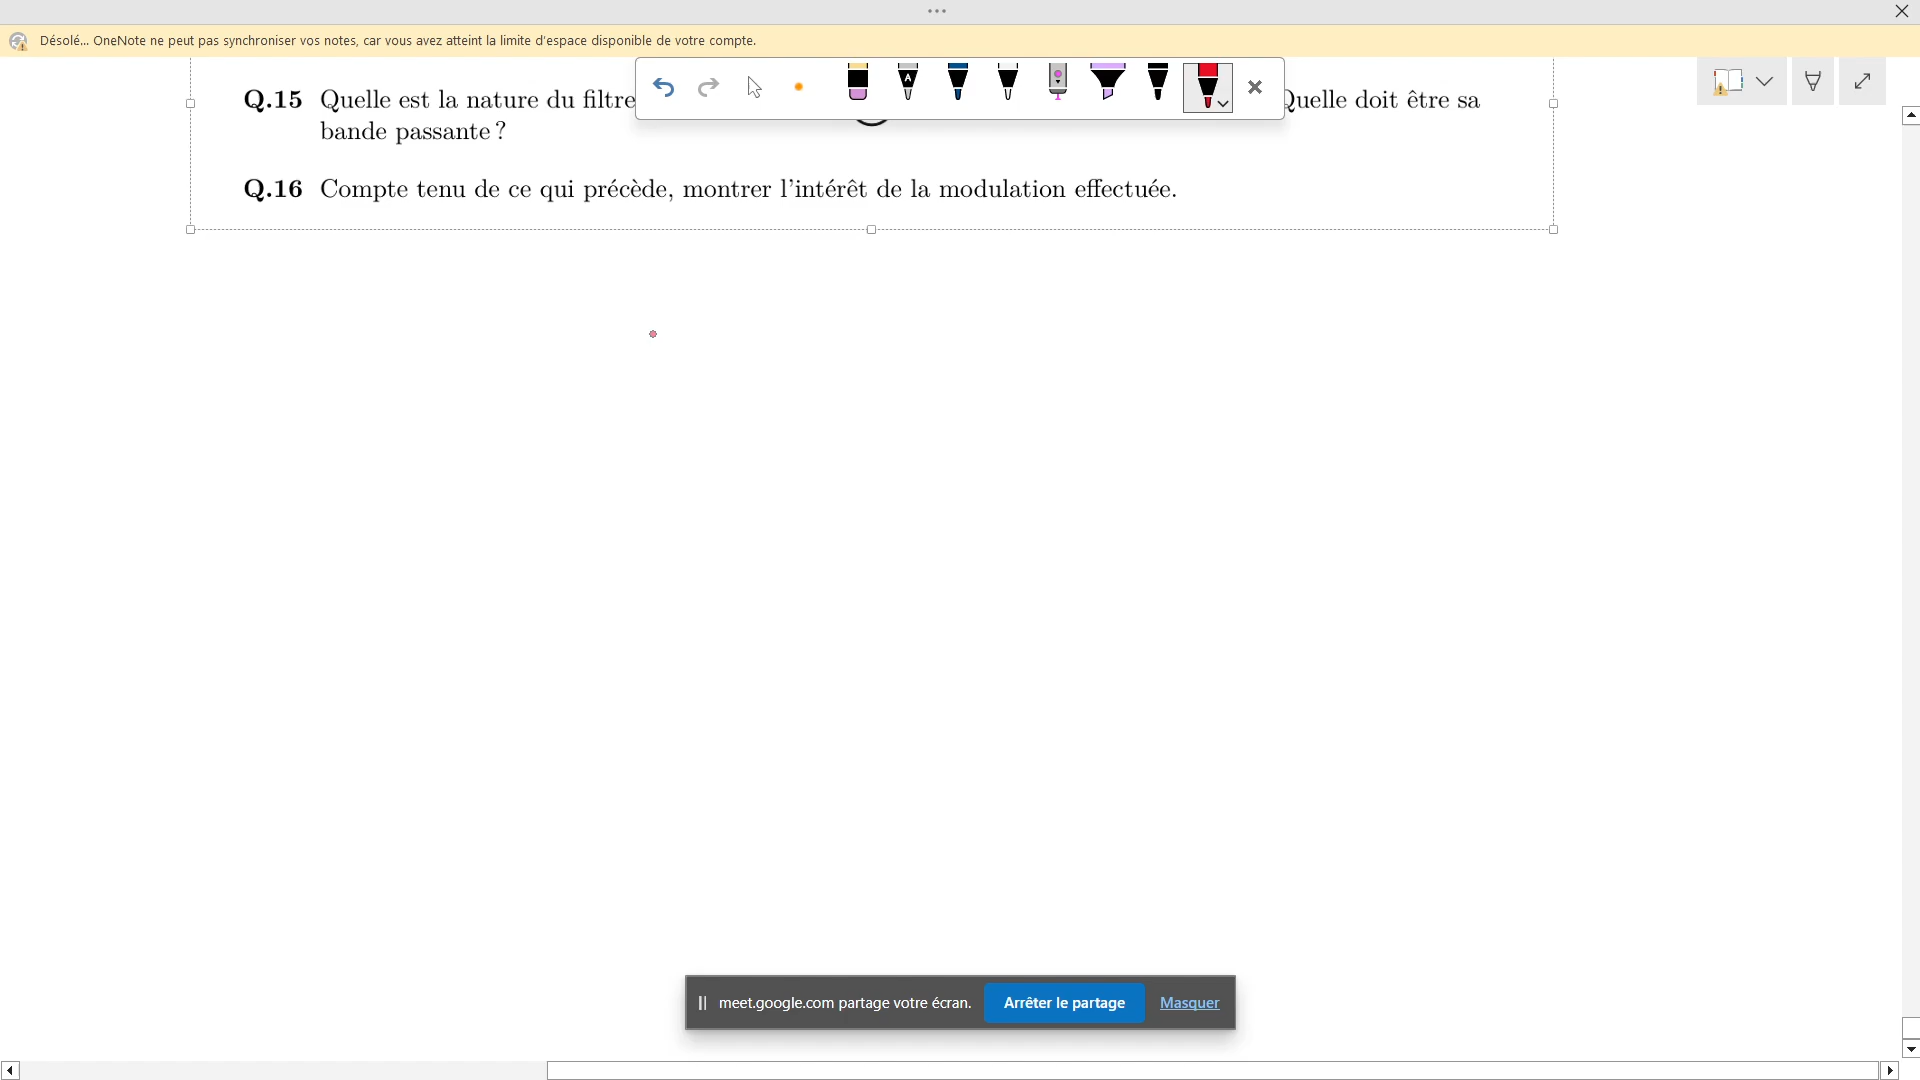 Désolé... OneNote ne peut pas synchroniser vos notes, car vous avez atteint la limite d'espace disponible de votre compte.
Q.15 Quelle est la nature du filtre Quelle doit être sa
bande passante ?
Q.16 Compte tenu de ce qui précède, montrer l'intérêt de la modulation effectuée.
meet.google.com partage votre écran. Arrêter le partage Masquer